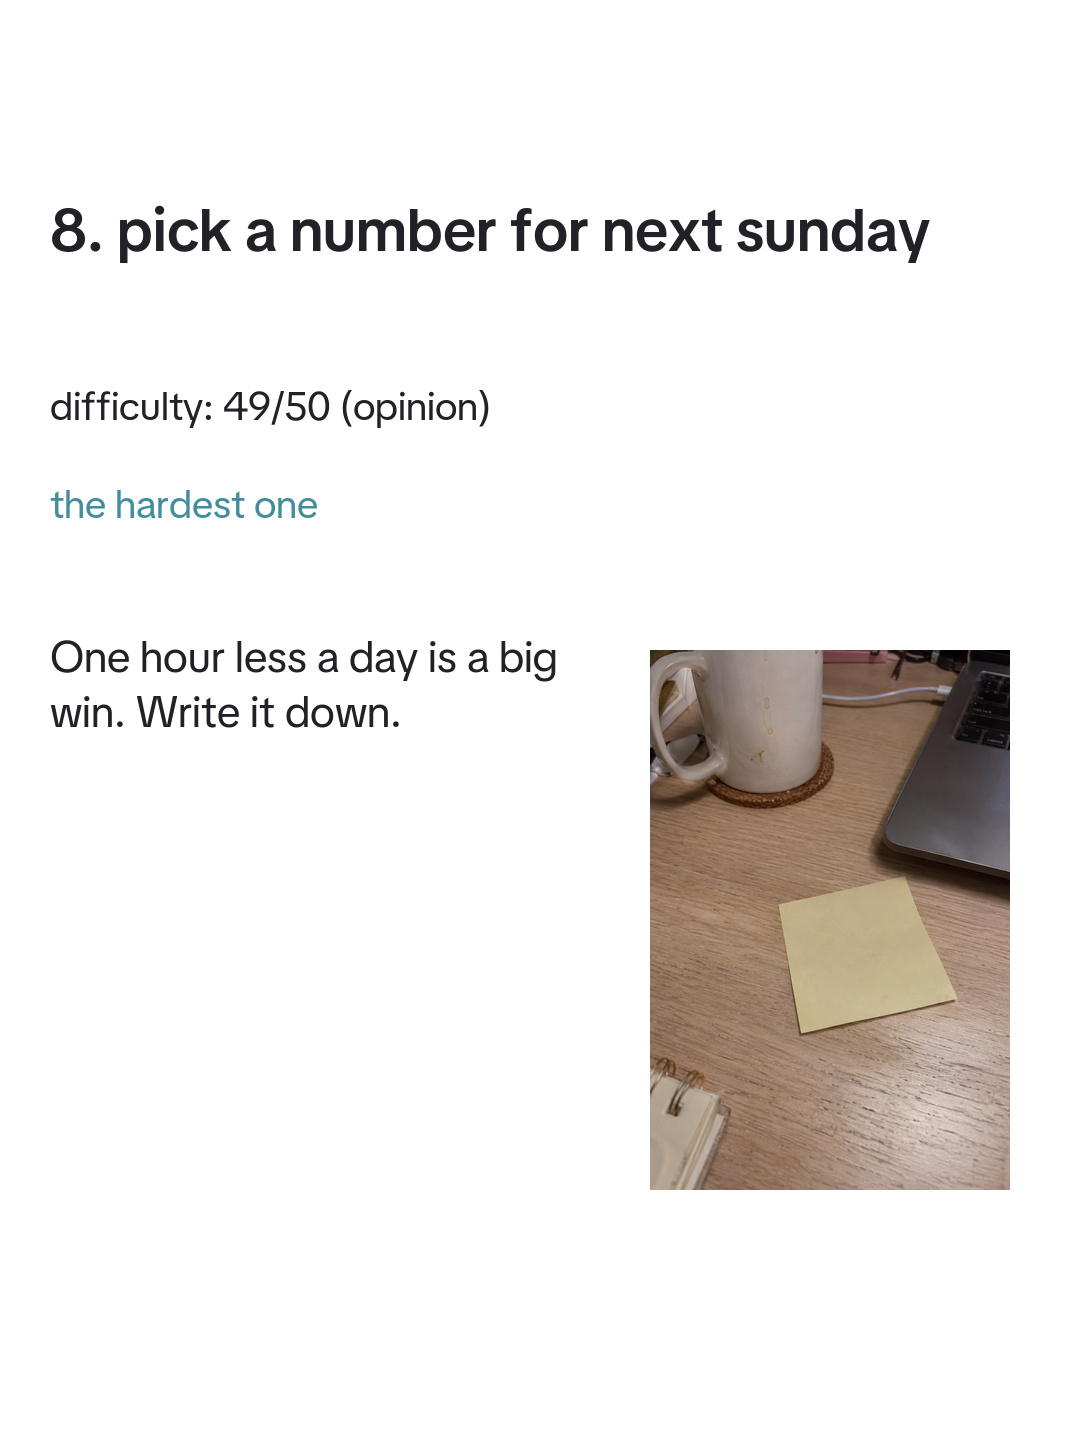 8. pick a number for next sunday
difficulty: 49/50 (opinion)
the hardest one
One hour less a day is a big
win. Write it down.